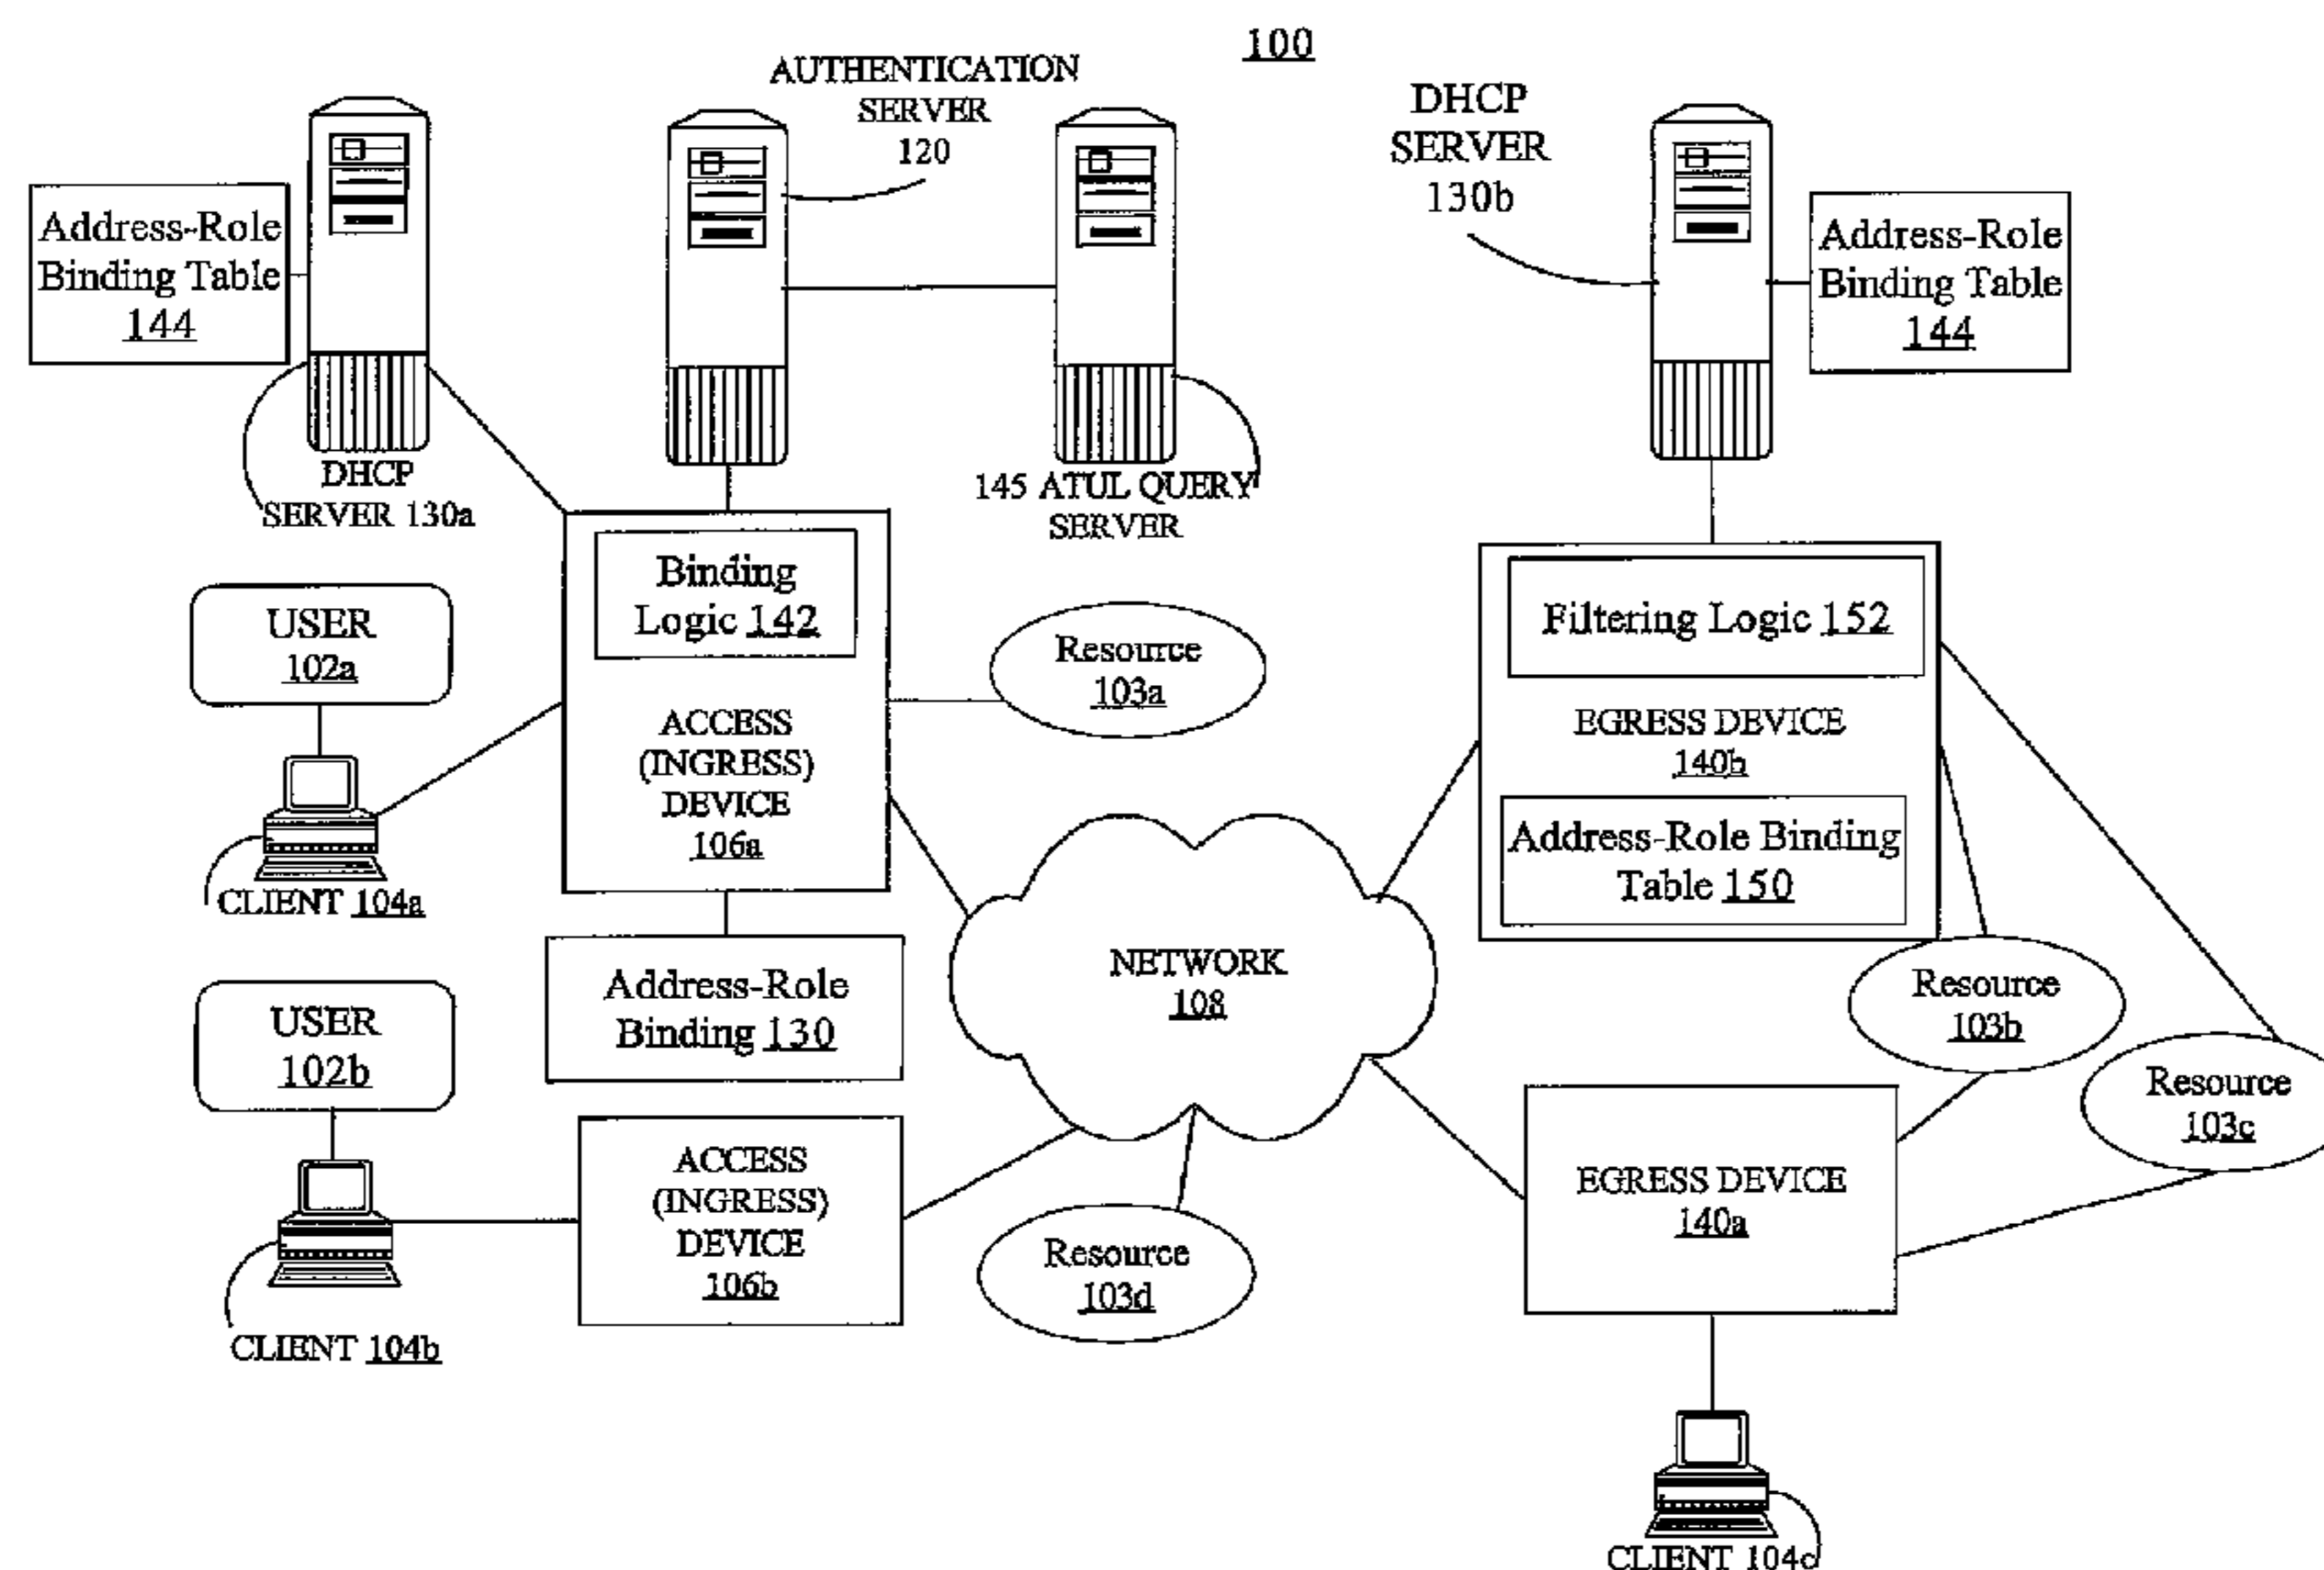 100
AUTHENTICATION
SERVER
120
DHCP
SERVER
130b
Address-Role
Binding Table
144
Address-Role
Binding Table
144
DHCP
SERVER 130a
145 ATUL QUERY
SERVER
Binding
Logic 142
ACCESS
(INGRESS)
DEVICE
106a
USER
102a
CLIENT 104a
Resource
103a
Filtering Logic 152
EGRESS DEVICE
140b
Address-Role Binding
Table 150
Address-Role
Binding 130
NETWORK
108
Resource
103b
Resource
103c
USER
102b
CLIENT 104b
ACCESS
(INGRESS)
DEVICE
106b
Resource
103d
EGRESS DEVICE
140a
CLIENT 104c